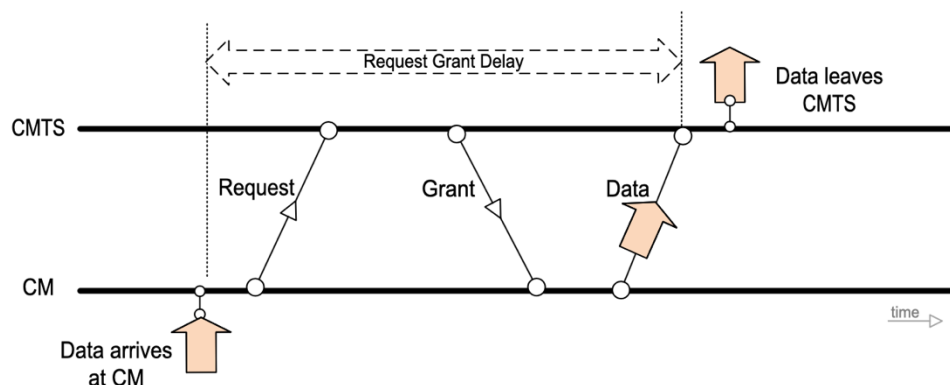 Request Grant Delay
Data leaves
CMTS
CMTS
Request
Grant
Data
CM
time
Data arrives
at CM